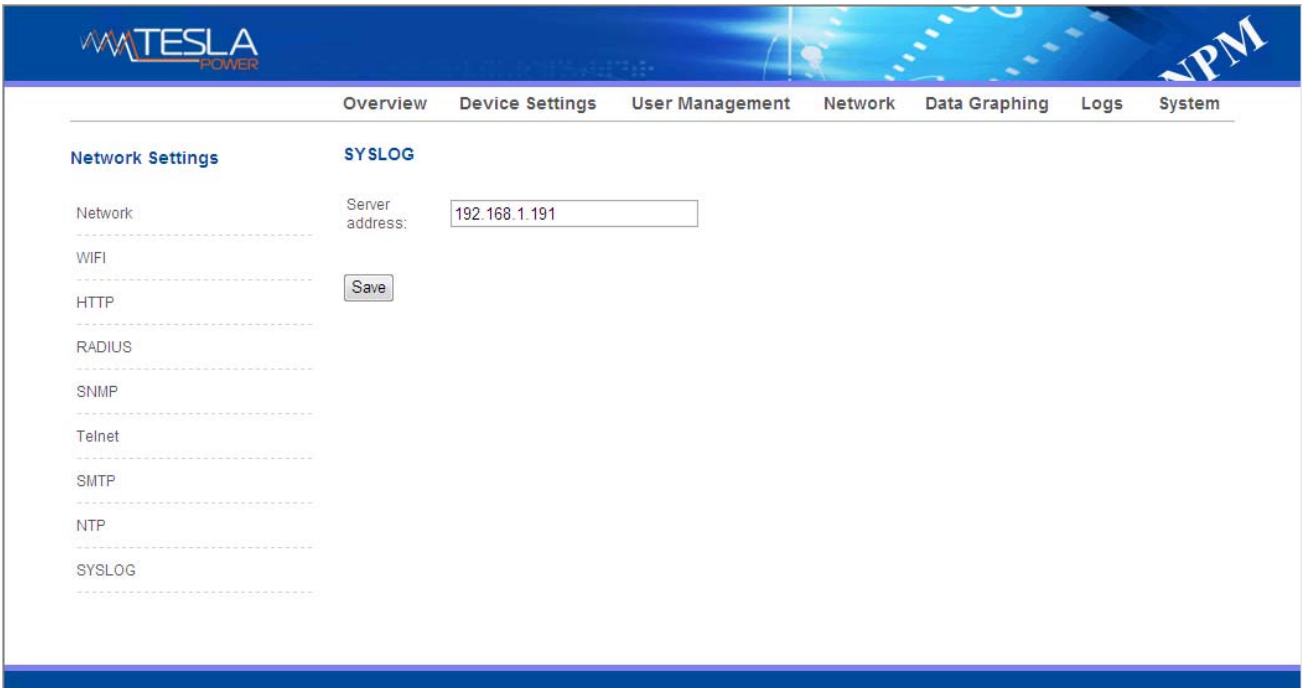 TESLA
POWER
NPM
Overview Device Settings User Management Network Data Graphing Logs System
Network Settings
Network
WIFI
HTTP
RADIUS
SNMP
Telnet
SMTP
NTP
SYSLOG
SYSLOG
Server
address:
192.168.1.191
Save